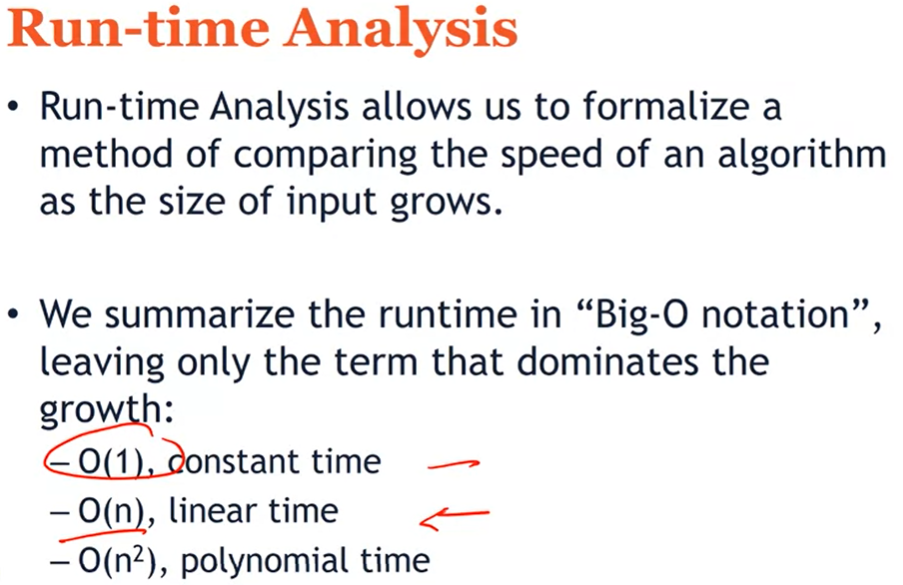 Run-time Analysis
• Run-time Analysis allows us to formalize a
method of comparing the speed of an algorithm
as the size of input grows.
• We summarize the runtime in “Big-O notation”,
leaving only the term that dominates the
growth:
– O(1), constant time
– O(n), linear time
– O(n²), polynomial time